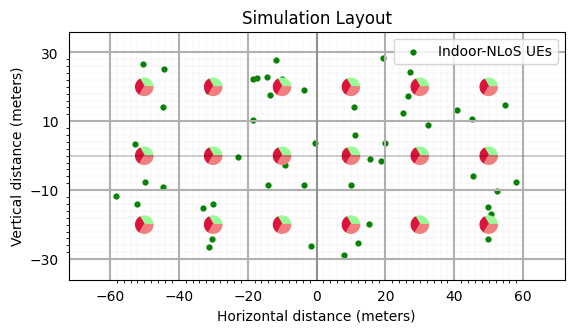 Simulation Layout
Indoor-NLoS UEs
Vertical distance (meters)
30
10
−10
−30
−60 −40 −20 0 20 40 60
Horizontal distance (meters)